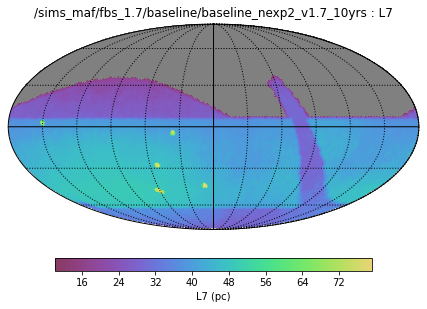 /sims_maf/fbs_1.7/baseline/baseline_nexp2_v1.7_10yrs : L7
16 24 32 40 48 56 64 72
L7 (pc)